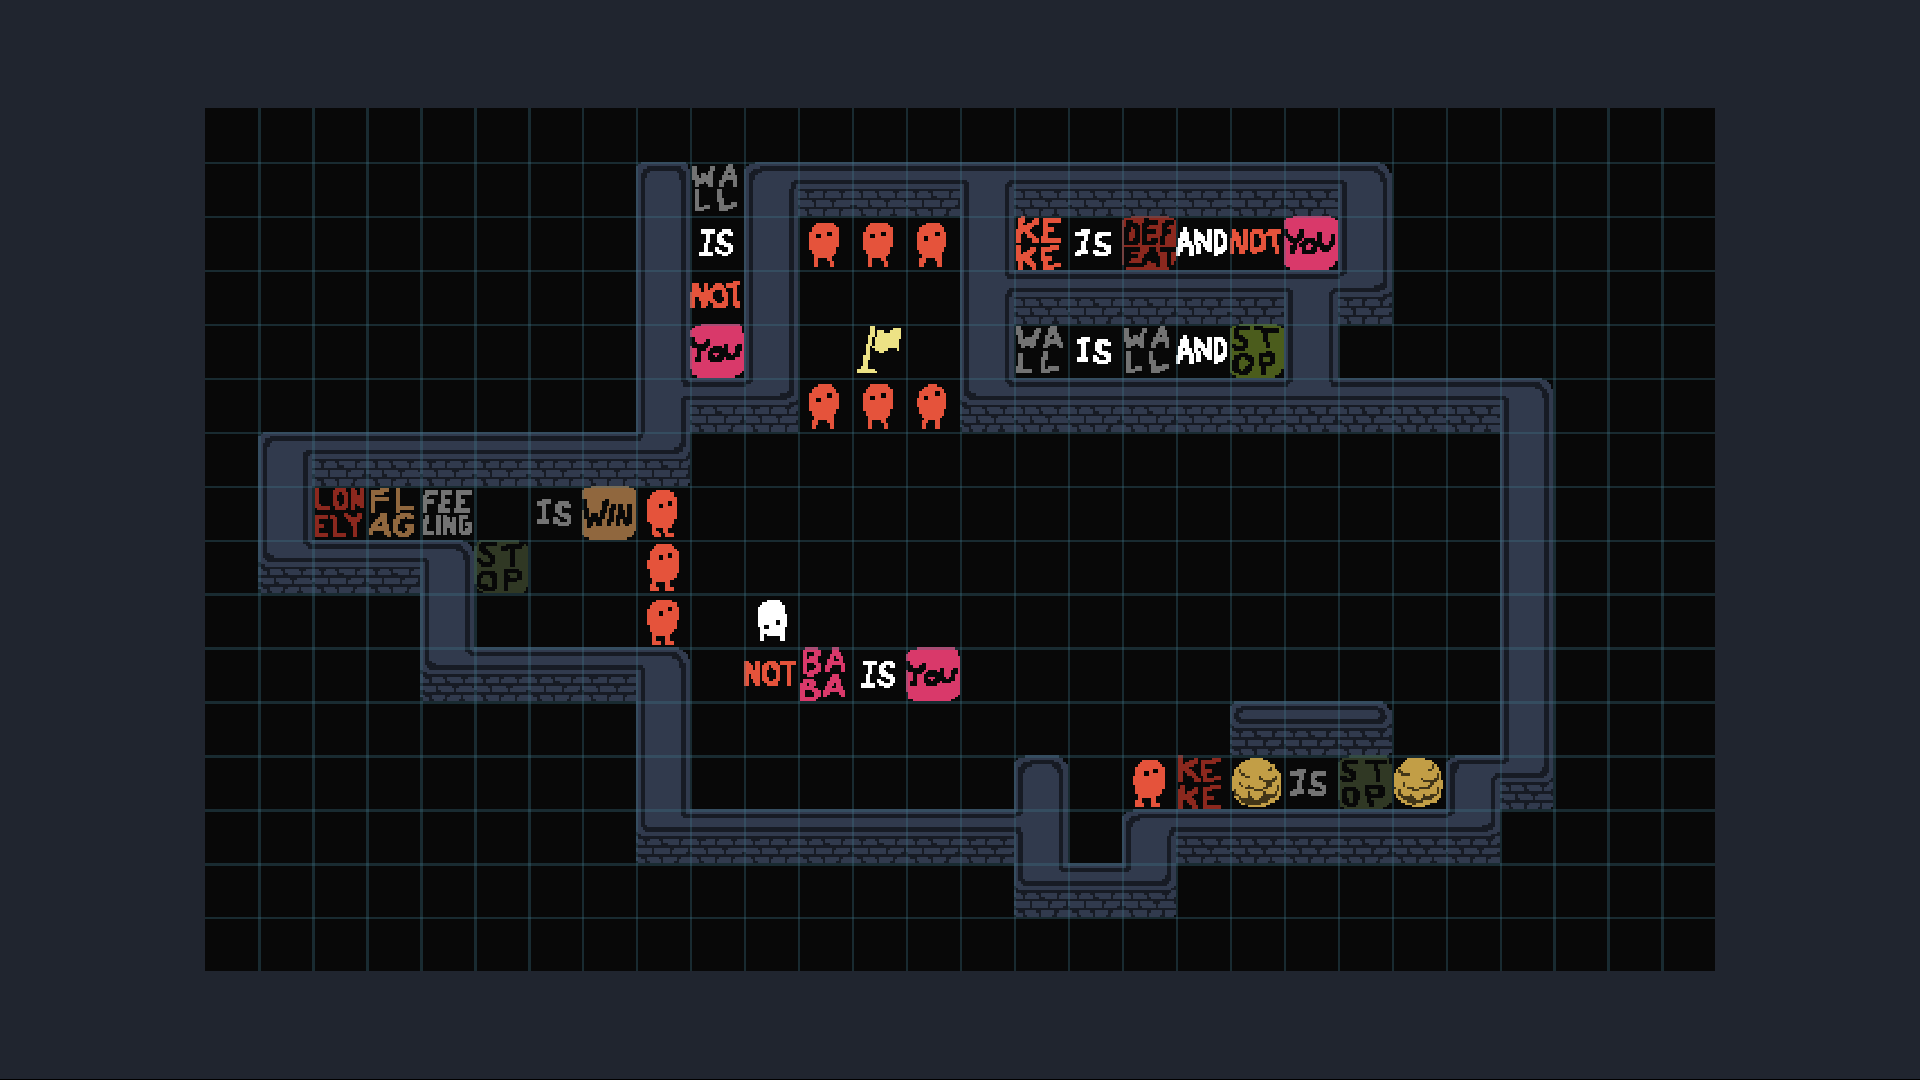 WALL
IS KEKE IS DEFEAT AND NOT YOU
NOT
YOU WALL IS WALL AND STOP
LONELY FLAG FEELING IS WIN
STOP
NOT BABA IS YOU
KEKE IS STOP